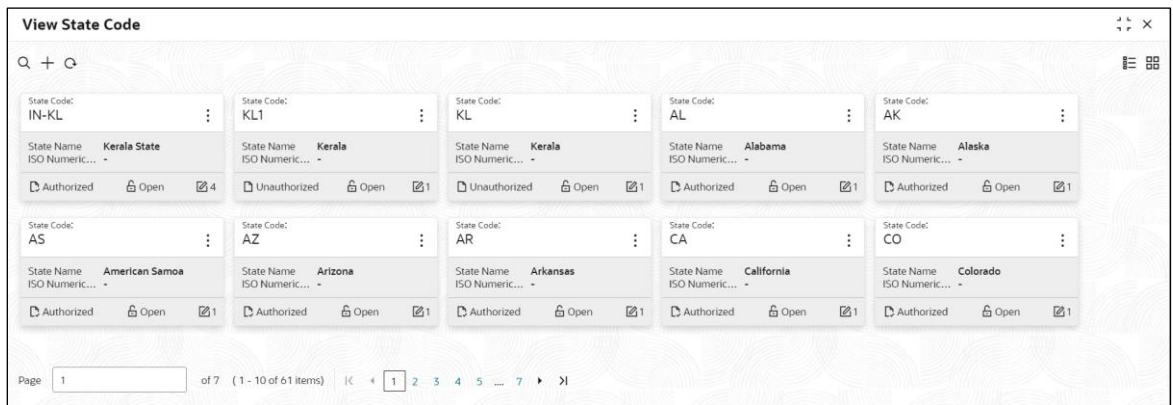 View State Code
State Code:
IN-KL
State Name Kerala State
ISO Numeric... -
Authorized Open 4
State Code:
KL1
State Name Kerala
ISO Numeric... -
Unauthorized Open 1
State Code:
KL
State Name Kerala
ISO Numeric... -
Unauthorized Open 1
State Code:
AL
State Name Alabama
ISO Numeric... -
Authorized Open 1
State Code:
AK
State Name Alaska
ISO Numeric... -
Authorized Open 1
State Code:
AS
State Name American Samoa
ISO Numeric... -
Authorized Open 1
State Code:
AZ
State Name Arizona
ISO Numeric... -
Authorized Open 1
State Code:
AR
State Name Arkansas
ISO Numeric... -
Authorized Open 1
State Code:
CA
State Name California
ISO Numeric... -
Authorized Open 1
State Code:
CO
State Name Colorado
ISO Numeric... -
Authorized Open 1
Page 1 of 7 (1 - 10 of 61 items) 1 2 3 4 5 ... 7